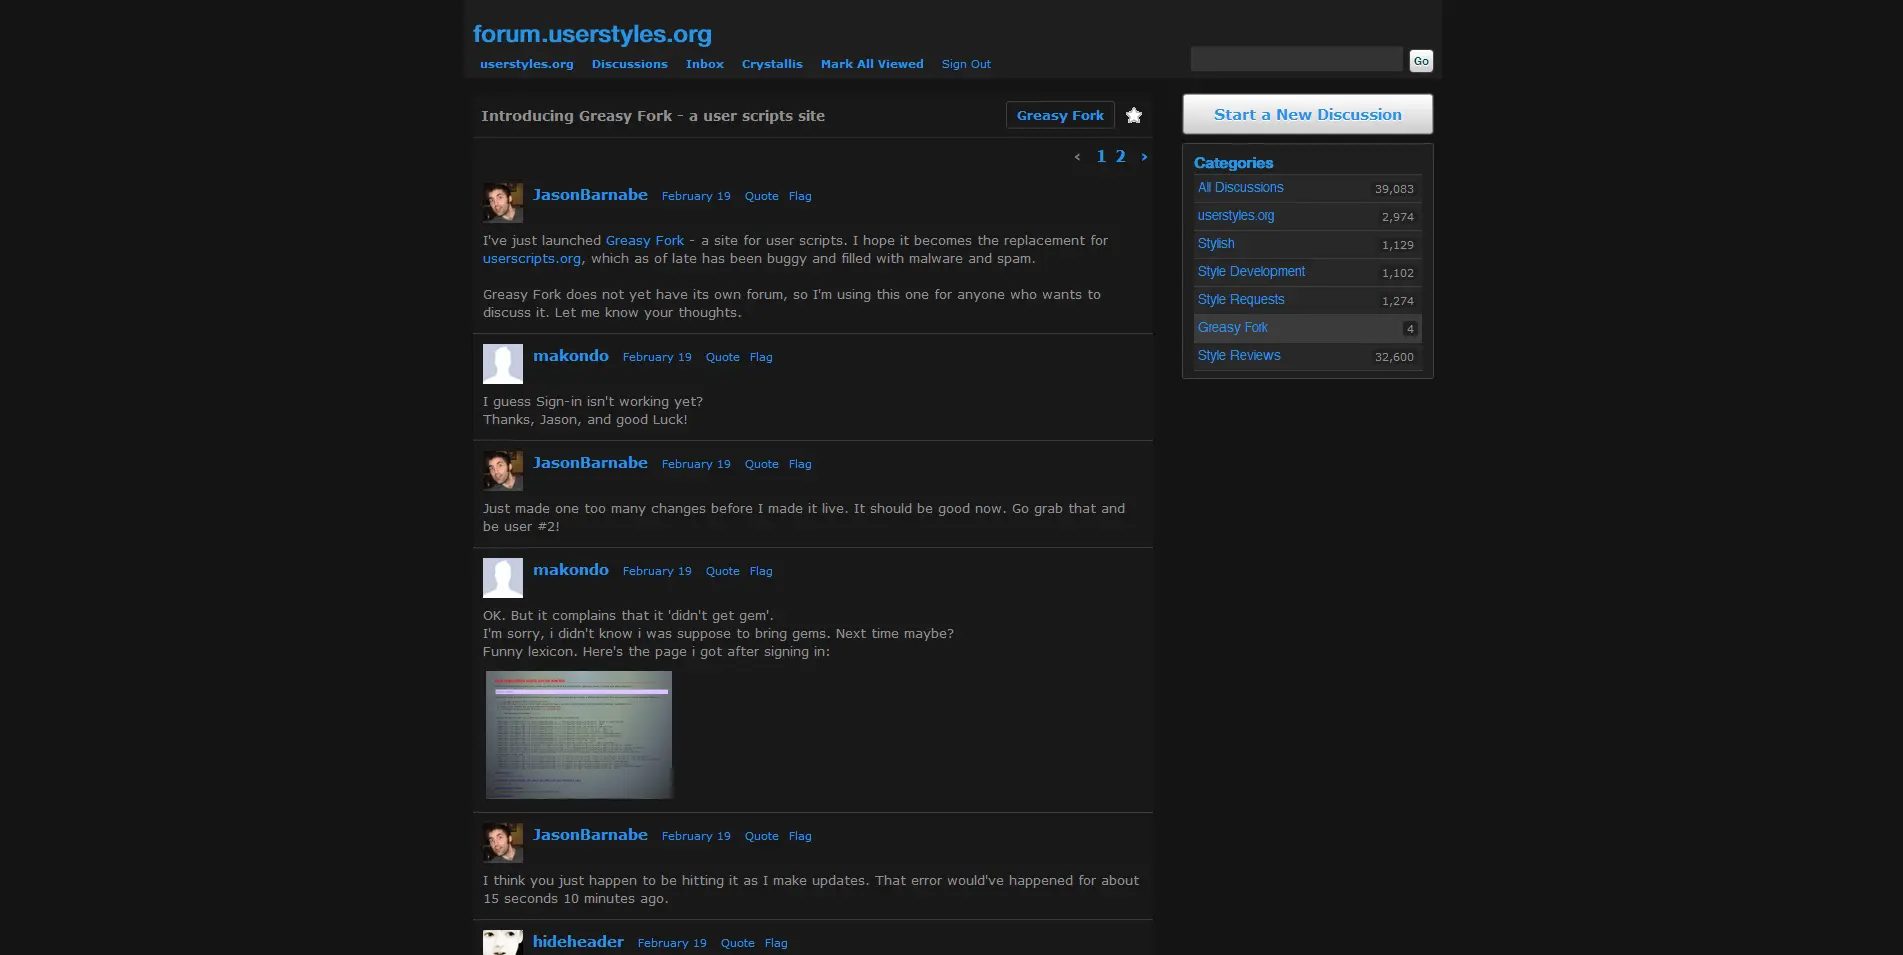 forum.userstyles.org
userstyles.org Discussions Inbox Crystallis Mark All Viewed Sign Out
Go
Introducing Greasy Fork - a user scripts site
Greasy Fork
‹ 1 2 ›
JasonBarnabe February 19 Quote Flag
I've just launched Greasy Fork - a site for user scripts. I hope it becomes the replacement for
userscripts.org, which as of late has been buggy and filled with malware and spam.
Greasy Fork does not yet have its own forum, so I'm using this one for anyone who wants to
discuss it. Let me know your thoughts.
makondo February 19 Quote Flag
I guess Sign-in isn't working yet?
Thanks, Jason, and good Luck!
JasonBarnabe February 19 Quote Flag
Just made one too many changes before I made it live. It should be good now. Go grab that and
be user #2!
makondo February 19 Quote Flag
OK. But it complains that it 'didn't get gem'.
I'm sorry, i didn't know i was suppose to bring gems. Next time maybe?
Funny lexicon. Here's the page i got after signing in:
JasonBarnabe February 19 Quote Flag
I think you just happen to be hitting it as I make updates. That error would've happened for about
15 seconds 10 minutes ago.
hideheader February 19 Quote Flag
Start a New Discussion
Categories
All Discussions 39,083
userstyles.org 2,974
Stylish 1,129
Style Development 1,102
Style Requests 1,274
Greasy Fork 4
Style Reviews 32,600